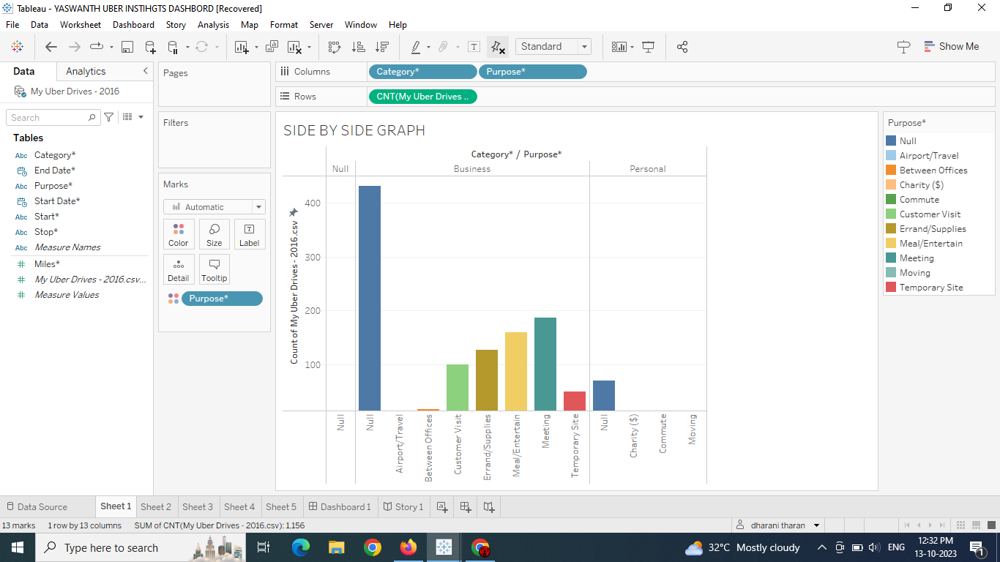 Tableau - YASWANTH UBER INSTIHGTS DASHBORD [Recovered]
File Data Worksheet Dashboard Story Analysis Map Format Server Window Help
Standard
Show Me
Data Analytics
My Uber Drives - 2016
Search
Tables
Abc Category*
End Date*
Abc Purpose*
Start Date*
Abc Start*
Abc Stop*
Abc Measure Names
Miles*
My Uber Drives - 2016.csv...
Measure Values
Pages
Filters
Marks
Automatic
Color Size Label
Detail Tooltip
Purpose*
Columns Category* Purpose*
Rows CNT(My Uber Drives ..
SIDE BY SIDE GRAPH
Category* / Purpose*
Null Business Personal
Count of My Uber Drives - 2016.csv
400
300
200
100
Null
Null
Airport/Travel
Between Offices
Customer Visit
Errand/Supplies
Meal/Entertain
Meeting
Temporary Site
Null
Charity ($)
Commute
Moving
Purpose*
Null
Airport/Travel
Between Offices
Charity ($)
Commute
Customer Visit
Errand/Supplies
Meal/Entertain
Meeting
Moving
Temporary Site
Data Source Sheet 1 Sheet 2 Sheet 3 Sheet 4 Sheet 5 Dashboard 1 Story 1
13 marks 1 row by 13 columns SUM of CNT(My Uber Drives - 2016.csv): 1,156
dharani tharan
Type here to search
32°C Mostly cloudy
ENG
12:32 PM
13-10-2023
1